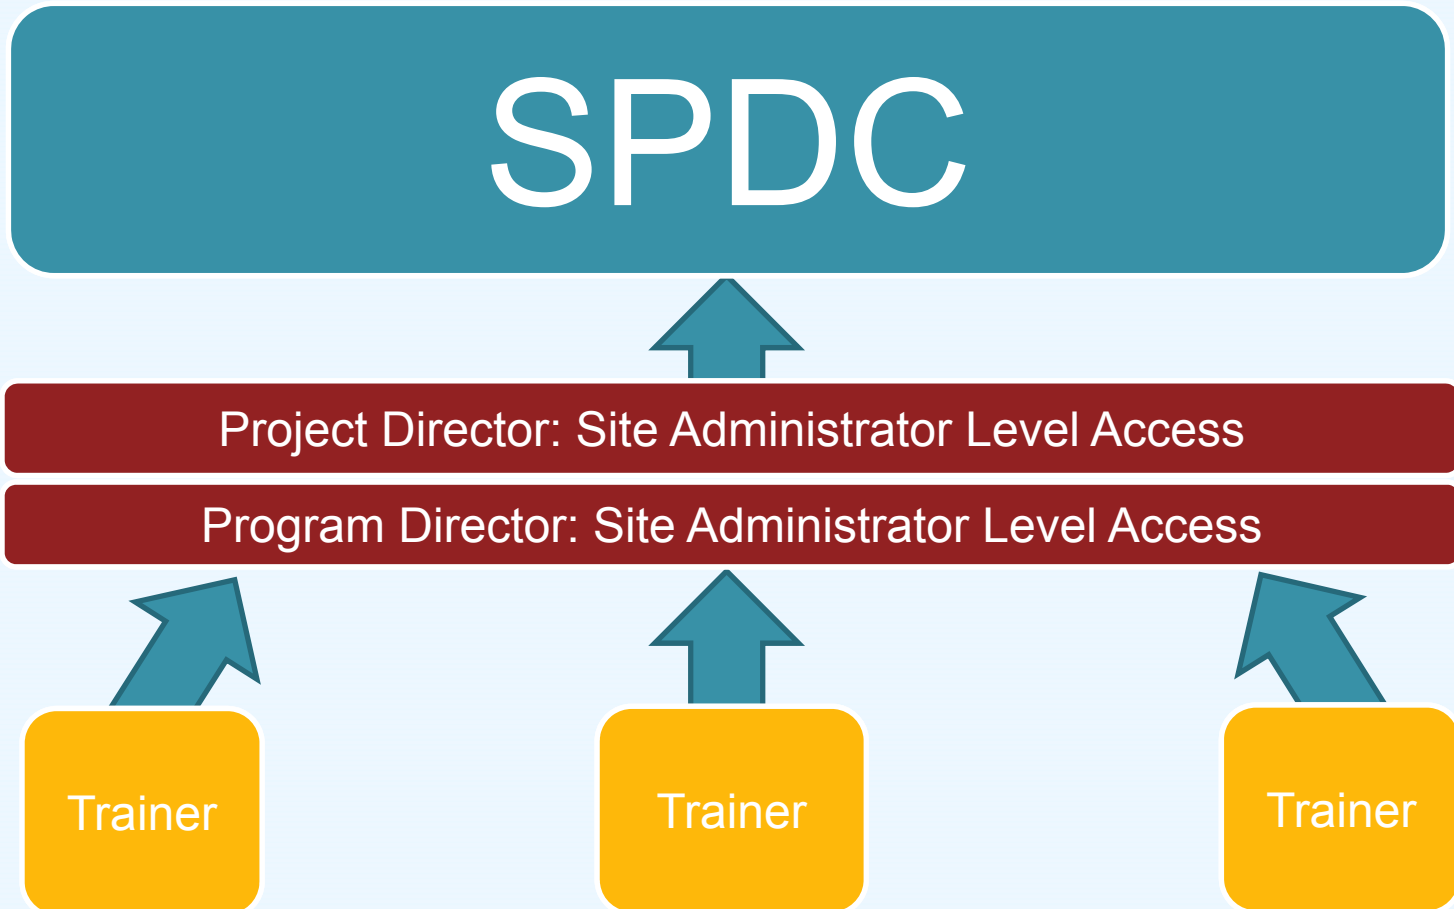 SPDC
Project Director: Site Administrator Level Access
Program Director: Site Administrator Level Access
Trainer
Trainer
Trainer